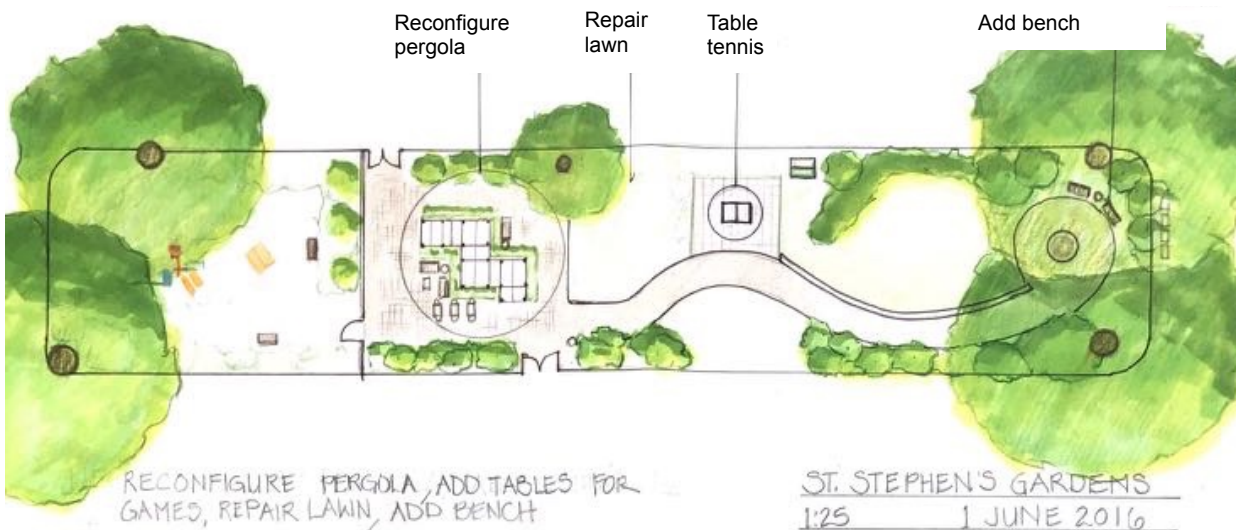 Reconfigure
pergola
Repair
lawn
Table
tennis
Add bench
RECONFIGURE PERGOLA, ADD TABLES FOR
GAMES, REPAIR LAWN, ADD BENCH
ST. STEPHEN'S GARDENS
1:25 1 JUNE 2016